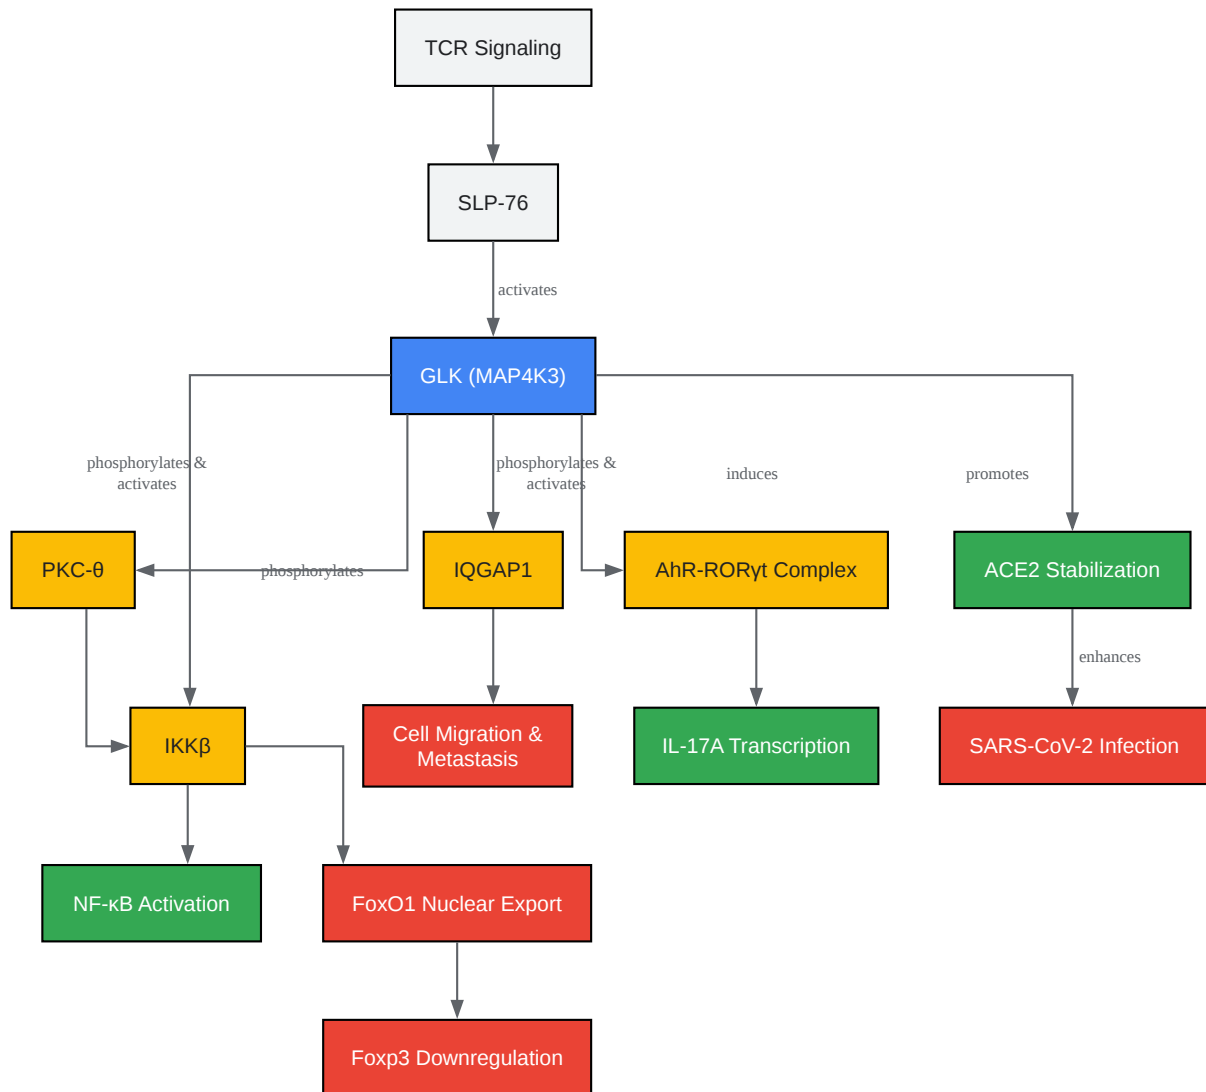 TCR Signaling
SLP-76
activates
GLK (MAP4K3)
phosphorylates &
activates
phosphorylates &
activates
induces
promotes
PKC-θ
phosphorylates
IQGAP1
AhR-RORγt Complex
ACE2 Stabilization
enhances
IKKβ
Cell Migration &
Metastasis
IL-17A Transcription
SARS-CoV-2 Infection
NF-κB Activation
FoxO1 Nuclear Export
Foxp3 Downregulation